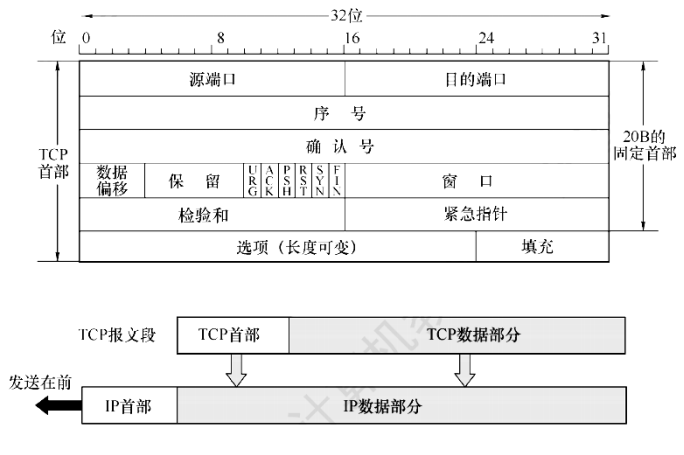 32位
位 0 8 16 24 31
源端口 目的端口
序 号
确 认 号
TCP
首部
20B的
固定首部
数据
偏移
保 留
URG
ACK
PSH
RST
SYN
FIN
窗 口
检验和 紧急指针
选项（长度可变） 填充
TCP报文段 TCP首部 TCP数据部分
发送在前
IP首部 IP数据部分
计算机